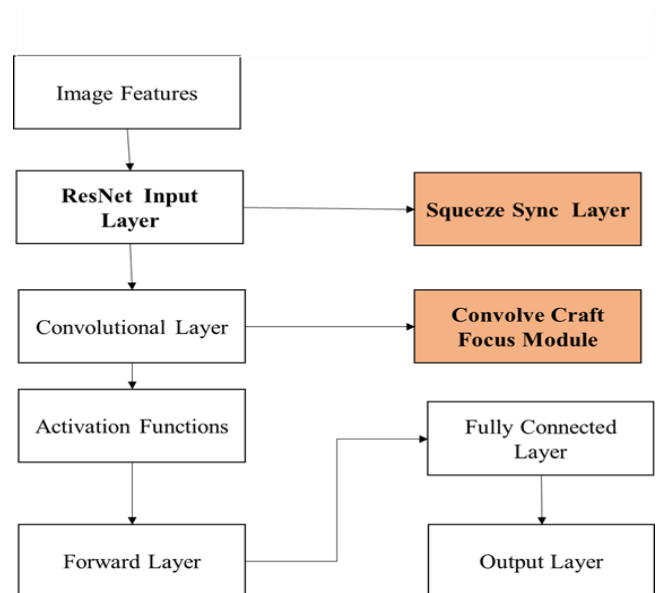 Image Features
ResNet Input
Layer
Squeeze Sync Layer
Convolutional Layer
Convolve Craft
Focus Module
Activation Functions
Fully Connected
Layer
Forward Layer
Output Layer